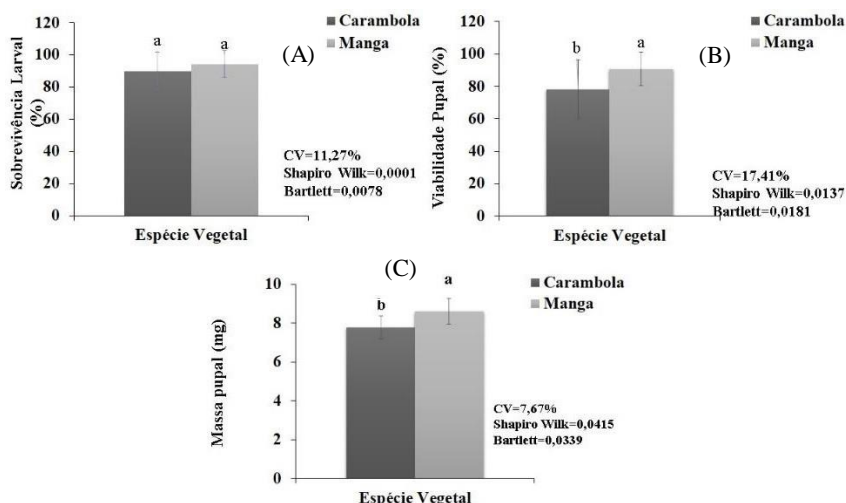 Carambola
Manga
(A)
a
a
Sobrevivência Larval
(%)
120
100
80
60
40
20
0
CV=11,27%
Shapiro Wilk=0,0001
Bartlett=0,0078
Espécie Vegetal
Carambola
Manga
(B)
b
a
Viabilidade Pupal (%)
120
100
80
60
40
20
0
CV=17,41%
Shapiro Wilk=0,0137
Bartlett=0,0181
Espécie Vegetal
(C)
Carambola
Manga
b
a
Massa pupal (mg)
10
8
6
4
2
0
CV=7,67%
Shapiro Wilk=0,0415
Bartlett=0,0339
Espécie Vegetal